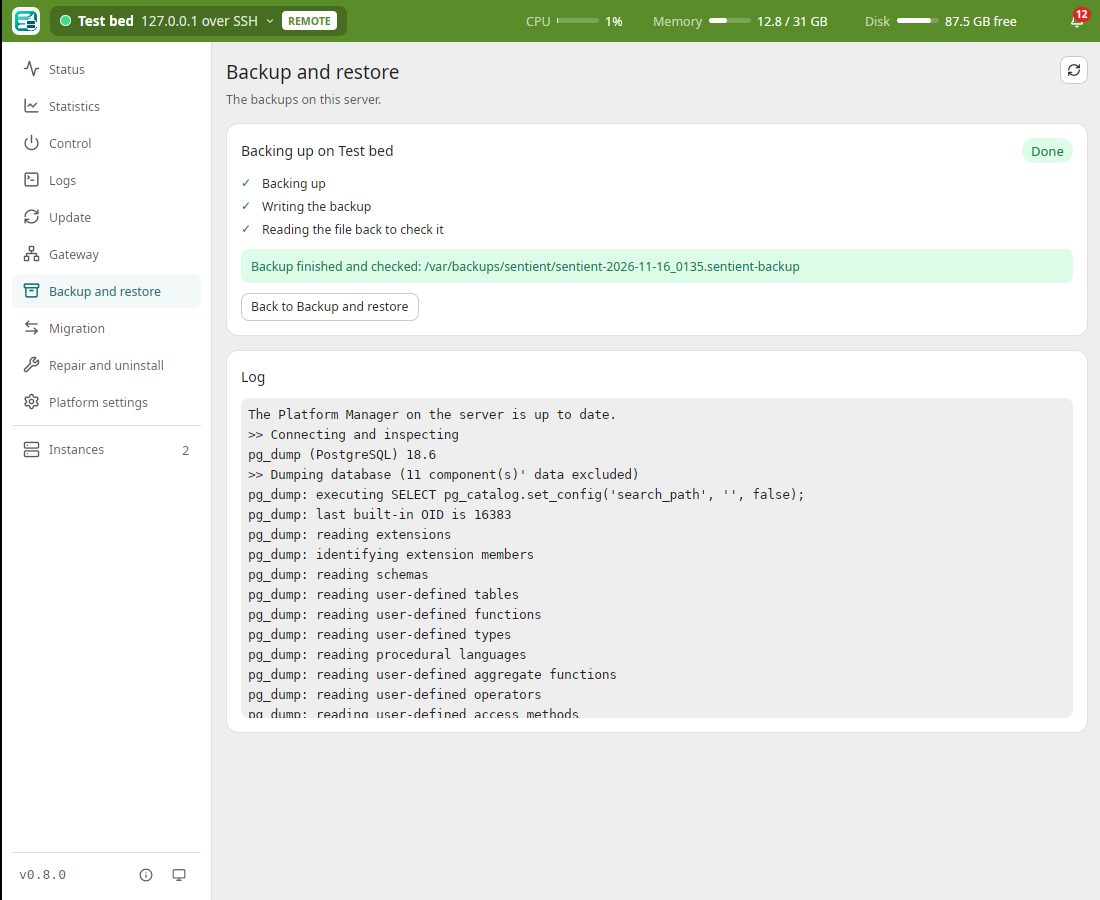 Test bed 127.0.0.1 over SSH REMOTE CPU 1% Memory 12.8 / 31 GB Disk 87.5 GB free 12
Status
Statistics
Control
Logs
Update
Gateway
Backup and restore
Migration
Repair and uninstall
Platform settings
Instances 2
v0.8.0
Backup and restore
The backups on this server.
Backing up on Test bed Done
✓ Backing up
✓ Writing the backup
✓ Reading the file back to check it
Backup finished and checked: /var/backups/sentient/sentient-2026-11-16_0135.sentient-backup
Back to Backup and restore
Log
The Platform Manager on the server is up to date.
>> Connecting and inspecting
pg_dump (PostgreSQL) 18.6
>> Dumping database (11 component(s)' data excluded)
pg_dump: executing SELECT pg_catalog.set_config('search_path', '', false);
pg_dump: last built-in OID is 16383
pg_dump: reading extensions
pg_dump: identifying extension members
pg_dump: reading schemas
pg_dump: reading user-defined tables
pg_dump: reading user-defined functions
pg_dump: reading user-defined types
pg_dump: reading procedural languages
pg_dump: reading user-defined aggregate functions
pg_dump: reading user-defined operators
pg_dump: reading user-defined access methods